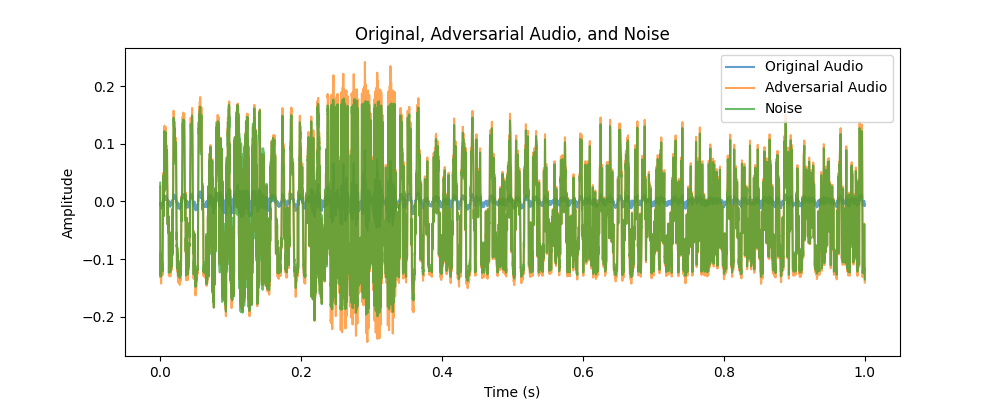 Original, Adversarial Audio, and Noise
Original Audio
Adversarial Audio
Noise
Amplitude
0.2
0.1
0.0
−0.1
−0.2
0.0 0.2 0.4 0.6 0.8 1.0
Time (s)